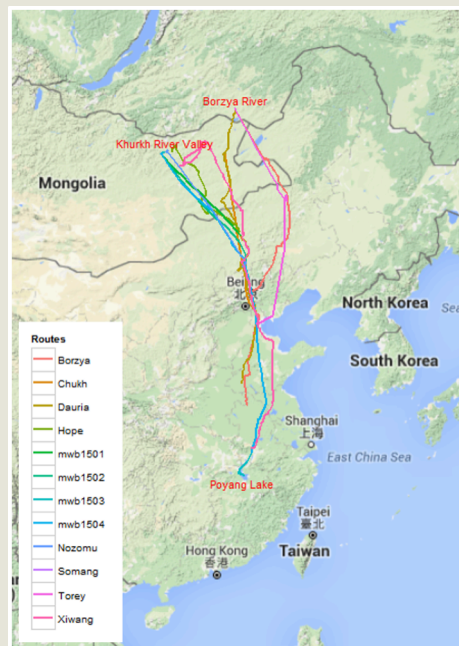 Borzya River
Khurkh River Valley
Mongolia
Beijing
北京
North Korea
South Korea
Shanghai
上海
East China Sea
Poyang Lake
Taipei
臺北
Hong Kong
香港
Taiwan
Routes
Borzya
Chukh
Dauria
Hope
mwb1501
mwb1502
mwb1503
mwb1504
Nozomu
Somang
Torey
Xiwang